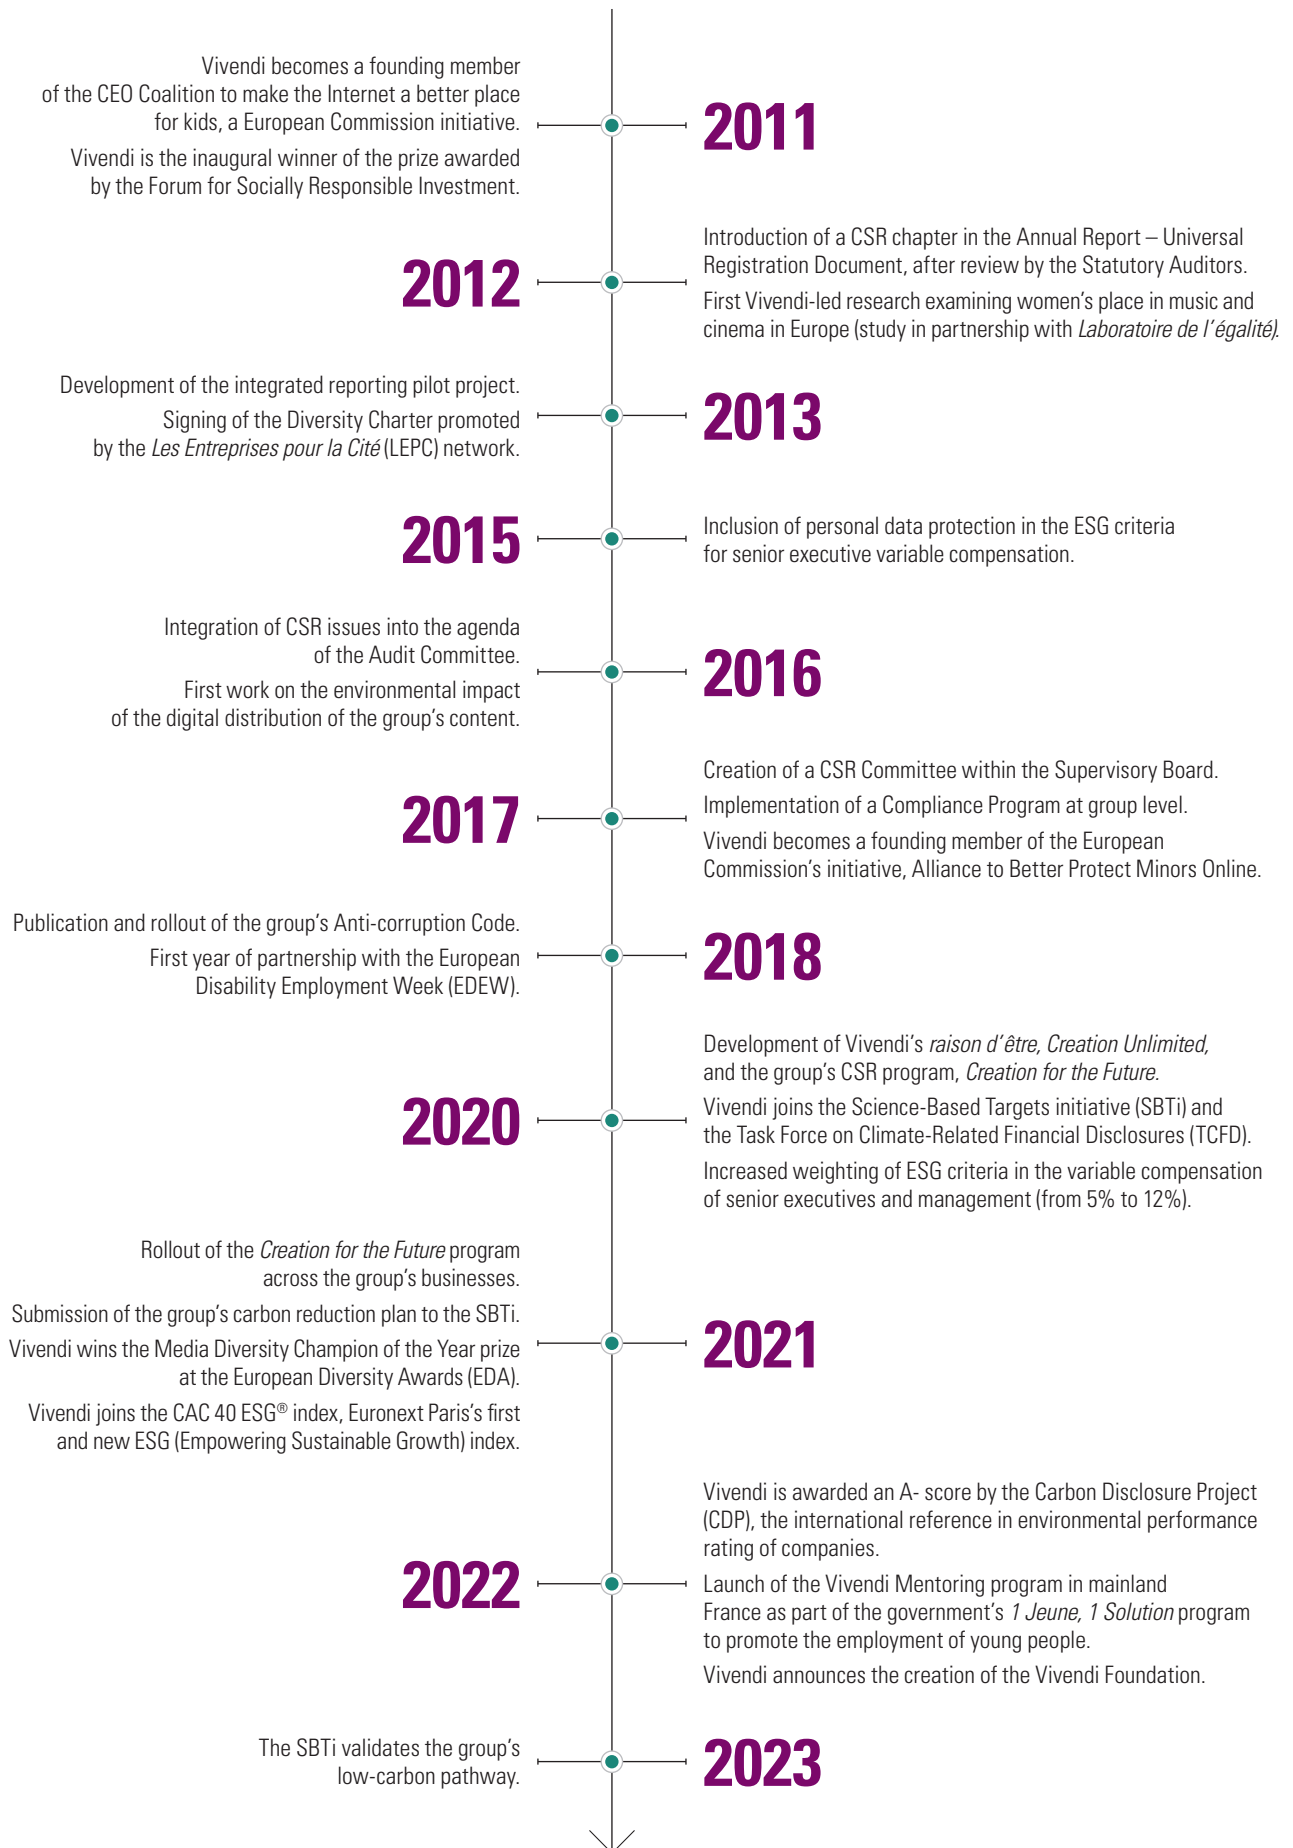 Vivendi becomes a founding member
of the CEO Coalition to make the Internet a better place
for kids, a European Commission initiative.
Vivendi is the inaugural winner of the prize awarded
by the Forum for Socially Responsible Investment.
2011
2012
Introduction of a CSR chapter in the Annual Report – Universal
Registration Document, after review by the Statutory Auditors.
First Vivendi-led research examining women's place in music and
cinema in Europe (study in partnership with Laboratoire de l'égalité).
Development of the integrated reporting pilot project.
Signing of the Diversity Charter promoted
by the Les Entreprises pour la Cité (LEPC) network.
2013
2015
Inclusion of personal data protection in the ESG criteria
for senior executive variable compensation.
Integration of CSR issues into the agenda
of the Audit Committee.
First work on the environmental impact
of the digital distribution of the group's content.
2016
2017
Creation of a CSR Committee within the Supervisory Board.
Implementation of a Compliance Program at group level.
Vivendi becomes a founding member of the European
Commission's initiative, Alliance to Better Protect Minors Online.
Publication and rollout of the group's Anti-corruption Code.
First year of partnership with the European
Disability Employment Week (EDEW).
2018
2020
Development of Vivendi's raison d'être, Creation Unlimited,
and the group's CSR program, Creation for the Future.
Vivendi joins the Science-Based Targets initiative (SBTi) and
the Task Force on Climate-Related Financial Disclosures (TCFD).
Increased weighting of ESG criteria in the variable compensation
of senior executives and management (from 5% to 12%).
Rollout of the Creation for the Future program
across the group's businesses.
Submission of the group's carbon reduction plan to the SBTi.
Vivendi wins the Media Diversity Champion of the Year prize
at the European Diversity Awards (EDA).
Vivendi joins the CAC 40 ESG® index, Euronext Paris's first
and new ESG (Empowering Sustainable Growth) index.
2021
2022
Vivendi is awarded an A- score by the Carbon Disclosure Project
(CDP), the international reference in environmental performance
rating of companies.
Launch of the Vivendi Mentoring program in mainland
France as part of the government's 1 Jeune, 1 Solution program
to promote the employment of young people.
Vivendi announces the creation of the Vivendi Foundation.
The SBTi validates the group's
low-carbon pathway.
2023